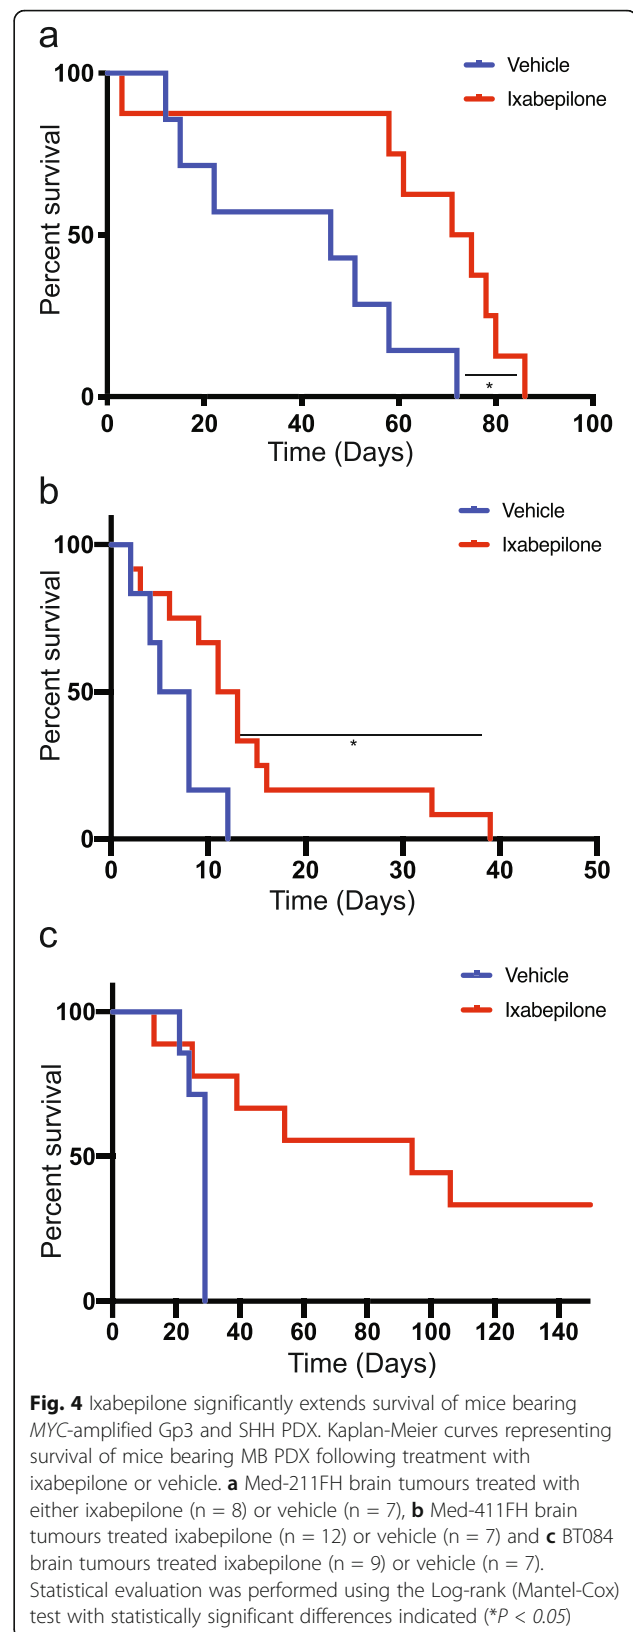 a
Vehicle
Ixabepilone
100
50
0
Percent survival
0 20 40 60 80 100
*
Time (Days)
b
Vehicle
Ixabepilone
100
50
0
Percent survival
*
0 10 20 30 40 50
Time (Days)
c
Vehicle
Ixabepilone
100
50
0
Percent survival
0 20 40 60 80 100 120 140
Time (Days)
Fig. 4 Ixabepilone significantly extends survival of mice bearing
MYC-amplified Gp3 and SHH PDX. Kaplan-Meier curves representing
survival of mice bearing MB PDX following treatment with
ixabepilone or vehicle. a Med-211FH brain tumours treated with
either ixabepilone (n = 8) or vehicle (n = 7), b Med-411FH brain
tumours treated ixabepilone (n = 12) or vehicle (n = 7) and c BT084
brain tumours treated ixabepilone (n = 9) or vehicle (n = 7).
Statistical evaluation was performed using the Log-rank (Mantel-Cox)
test with statistically significant differences indicated (*P < 0.05)